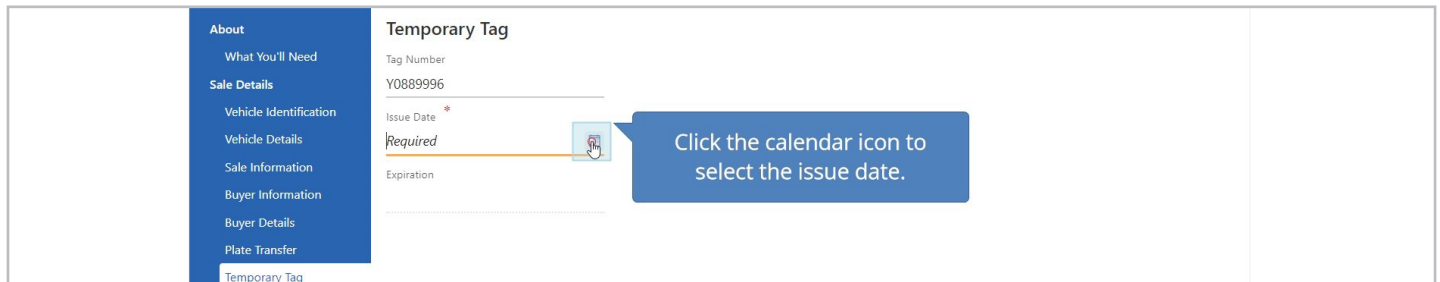 About
What You'll Need
Sale Details
Vehicle Identification
Vehicle Details
Sale Information
Buyer Information
Buyer Details
Plate Transfer
Temporary Tag
Temporary Tag
Tag Number
Y0889996
Issue Date *
Required
Expiration
Click the calendar icon to
select the issue date.